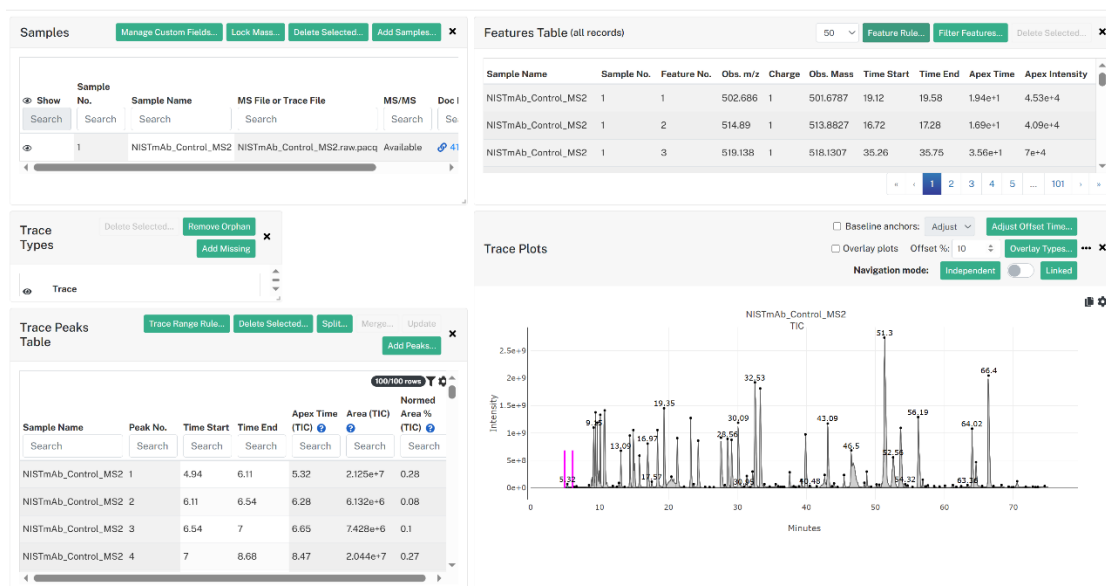 Samples
Manage Custom Fields... Lock Mass... Delete Selected... Add Samples...
Show Sample No. Sample Name MS File or Trace File MS/MS Doc
Search Search Search Search Search Se
1 NISTmAb_Control_MS2 NISTmAb_Control_MS2.raw.pacq Available 41
Features Table (all records)
50 Feature Rule... Filter Features... Delete Selected...
Sample Name Sample No. Feature No. Obs. m/z Charge Obs. Mass Time Start Time End Apex Time Apex Intensity
NISTmAb_Control_MS2 1 1 502.686 1 501.6787 19.12 19.58 1.94e+1 4.53e+4
NISTmAb_Control_MS2 1 2 514.89 1 513.8827 16.72 17.28 1.69e+1 4.09e+4
NISTmAb_Control_MS2 1 3 519.138 1 518.1307 35.26 35.75 3.56e+1 7e+4
« ‹ 1 2 3 4 5 ... 101 › »
Trace Types
Delete Selected... Remove Orphan
Add Missing
Trace
Trace Plots
Baseline anchors: Adjust Adjust Offset Time...
Overlay plots Offset %: 10 Overlay Types...
Navigation mode: Independent Linked
NISTmAb_Control_MS2
TIC
Intensity
2.5e+9
2e+9
1.5e+9
1e+9
5e+8
0e+0
5.32 13.09 16.97 17.57 19.35 28.56 30.09 32.53 43.09 46.5 51.3 52.56 54.32 56.19 64.02 66.4
0 10 20 30 40 50 60 70
Minutes
Trace Peaks Table
Trace Range Rule... Delete Selected... Split... Merge... Update
Add Peaks...
100/100 rows
Sample Name Peak No. Time Start Time End Apex Time (TIC) Area (TIC) Normed Area % (TIC)
Search Search Search Search Search Search Search
NISTmAb_Control_MS2 1 4.94 6.11 5.32 2.125e+7 0.28
NISTmAb_Control_MS2 2 6.11 6.54 6.28 6.132e+6 0.08
NISTmAb_Control_MS2 3 6.54 7 6.65 7.428e+6 0.1
NISTmAb_Control_MS2 4 7 8.68 8.47 2.044e+7 0.27